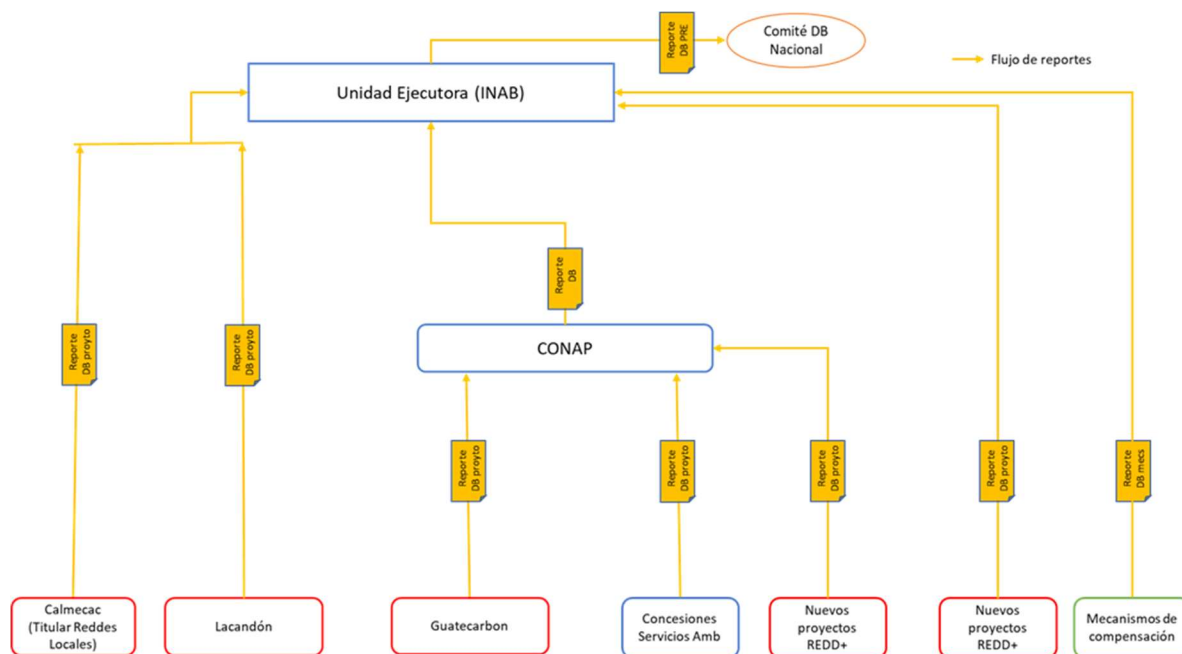 Reporte
DB PRE
Comité DB
Nacional
Flujo de reportes
Unidad Ejecutora (INAB)
Reporte
DB
Reporte
DB proyto
Reporte
DB proyto
CONAP
Reporte
DB proyto
Reporte
DB proyto
Reporte
DB proyto
Reporte
DB proyto
Reporte
DB mecs
Calmecac
(Titular Reddes
Locales)
Lacandón
Guatecarbon
Concesiones
Servicios Amb
Nuevos
proyectos
REDD+
Nuevos
proyectos
REDD+
Mecanismos de
compensación